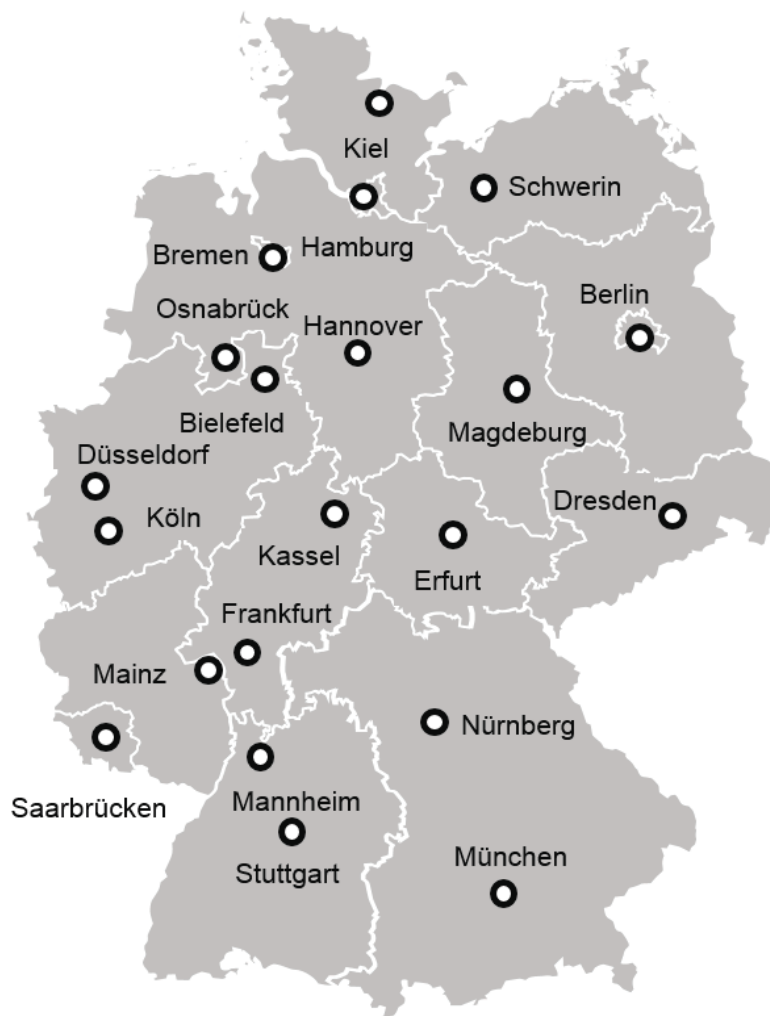 Kiel
Schwerin
Hamburg
Bremen
Berlin
Osnabrück
Hannover
Bielefeld
Magdeburg
Düsseldorf
Dresden
Köln
Kassel
Erfurt
Frankfurt
Mainz
Nürnberg
Mannheim
Saarbrücken
München
Stuttgart